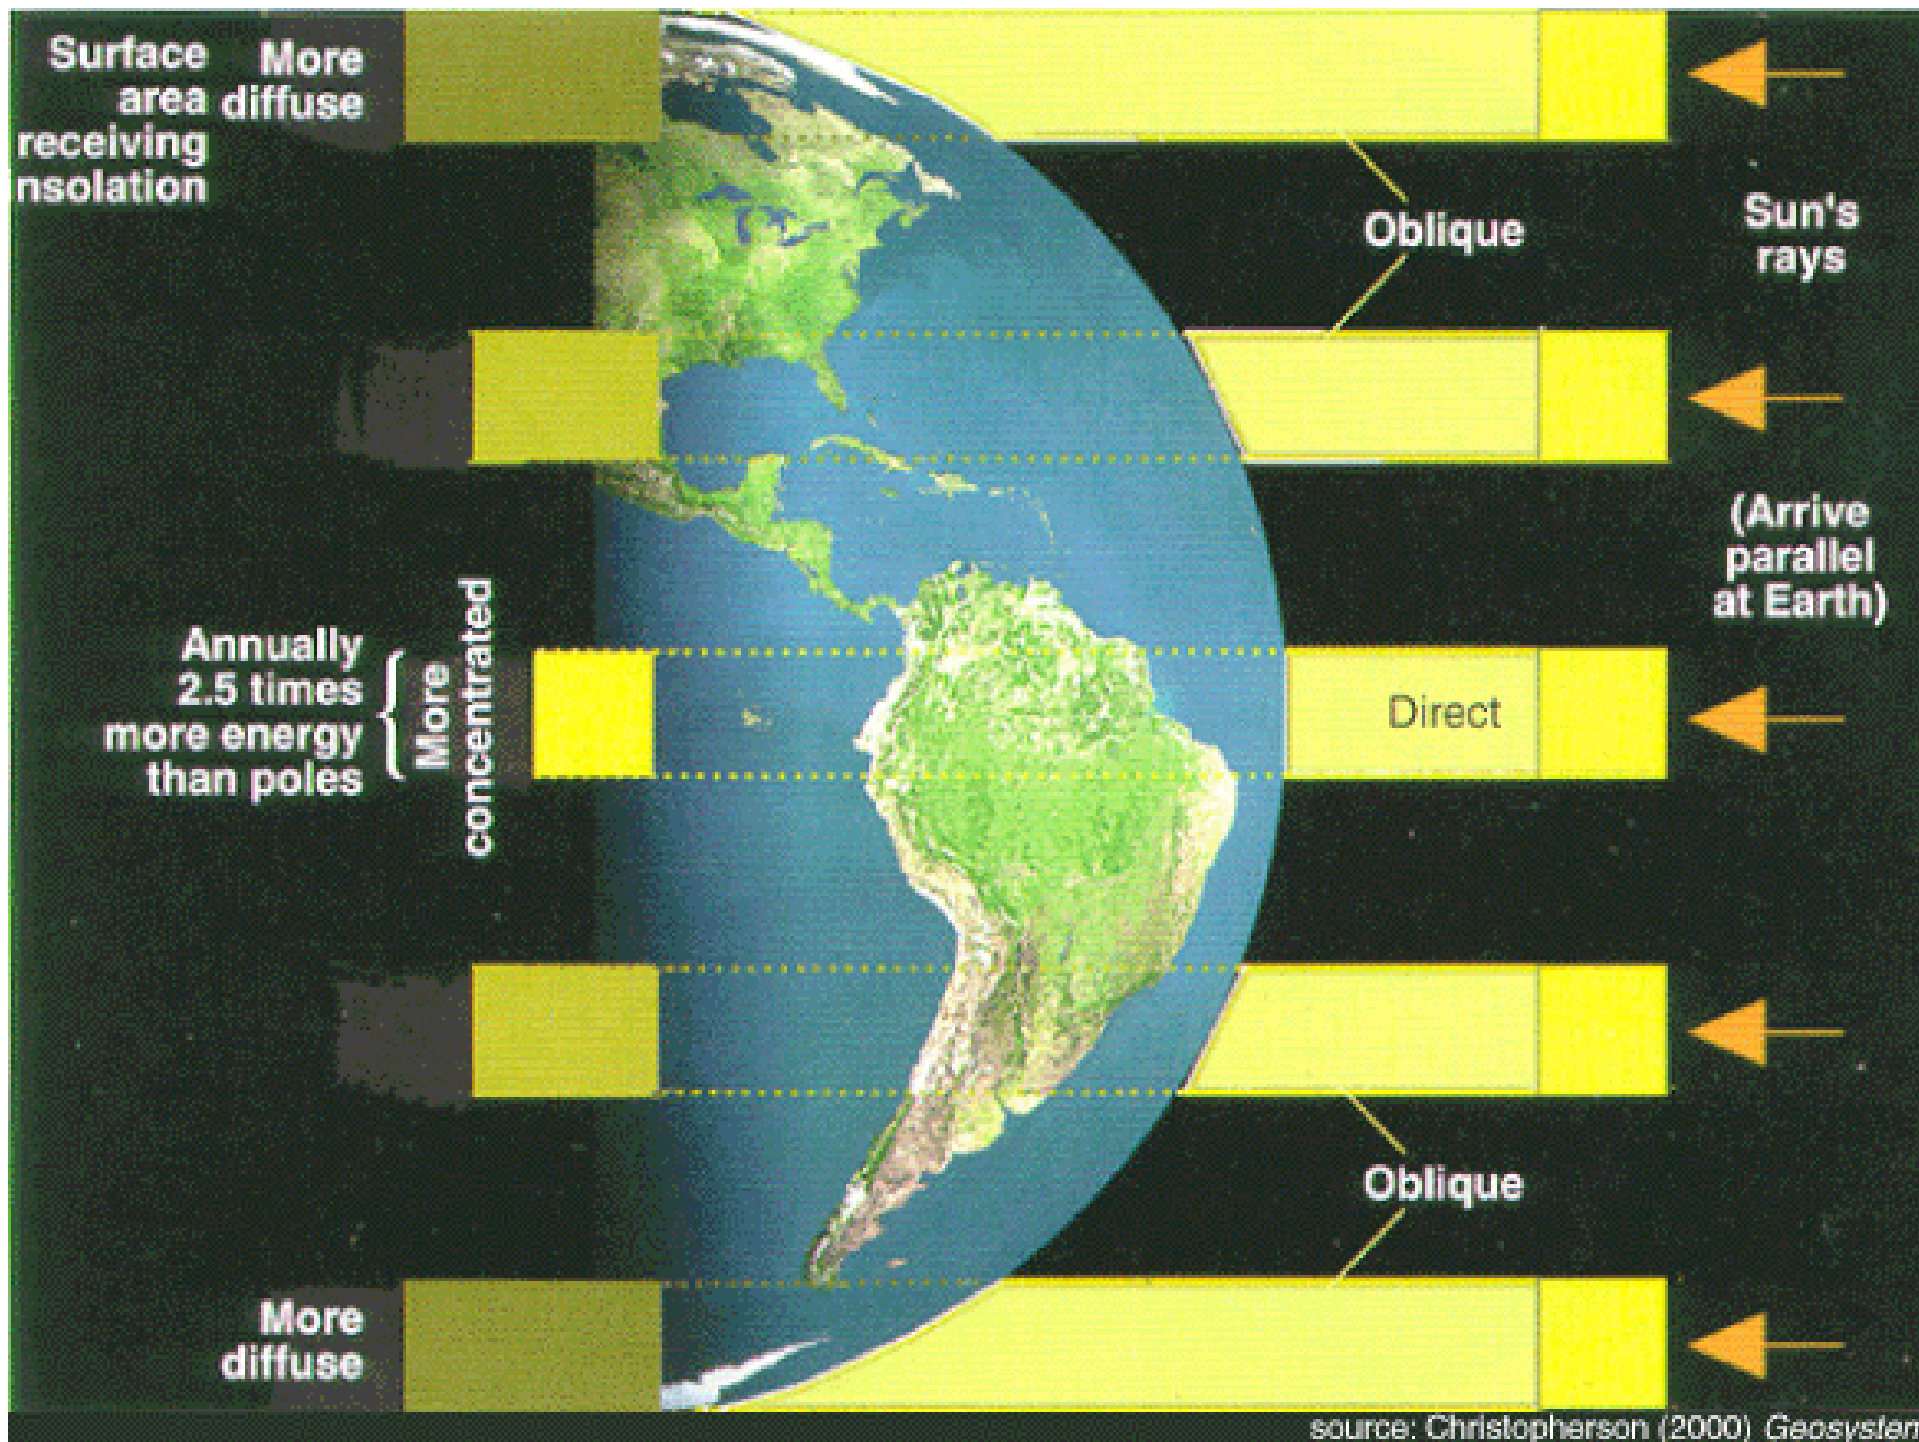 Surface
area
receiving
nsolation
More
diffuse
Oblique
Sun's
rays
(Arrive
parallel
at Earth)
Annually
2.5 times
more energy
than poles
More
concentrated
Direct
Oblique
More
diffuse
source: Christopherson (2000) Geosystem